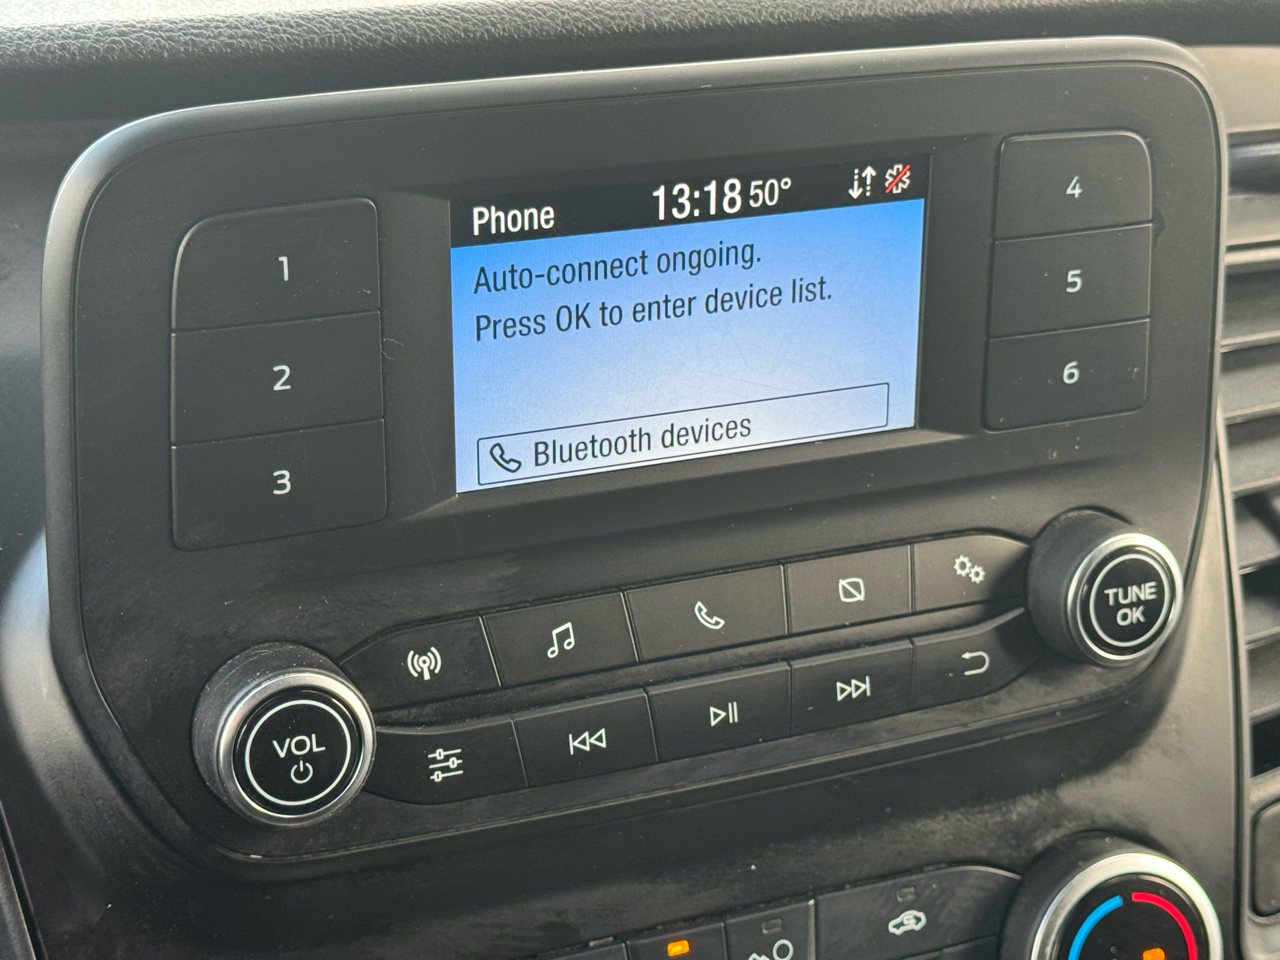 Phone 13:18 50°
Auto-connect ongoing.
Press OK to enter device list.
Bluetooth devices
1
2
3
4
5
6
VOL
TUNE
OK